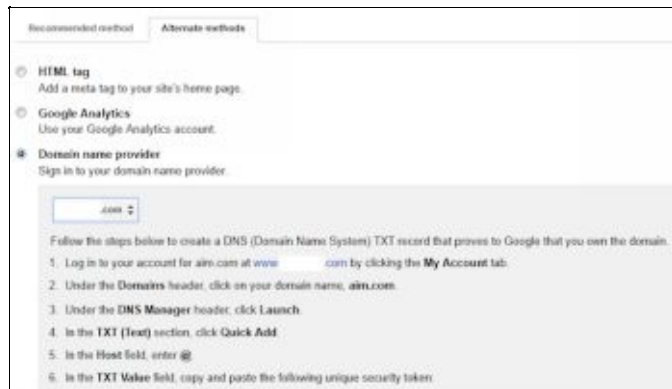 Recommended method Alternate methods
HTML tag
Add a meta tag to your site's home page.
Google Analytics
Use your Google Analytics account.
Domain name provider
Sign in to your domain name provider.
.com
Follow the steps below to create a DNS (Domain Name System) TXT record that proves to Google that you own the domain.
1. Log in to your account for aim.com at www .com by clicking the My Account tab.
2. Under the Domains header, click on your domain name, aim.com.
3. Under the DNS Manager header, click Launch.
4. In the TXT (Text) section, click Quick Add.
5. In the Host field, enter @.
6. In the TXT Value field, copy and paste the following unique security token: